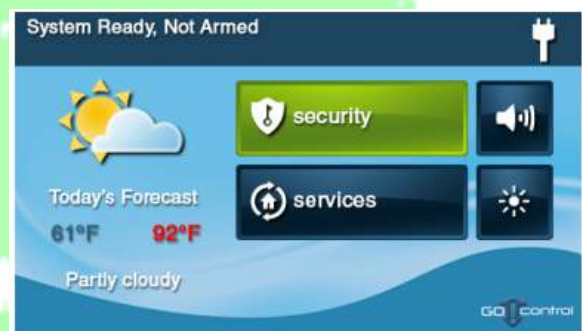 System Ready, Not Armed
security
services
Today's Forecast
61°F 92°F
Partly cloudy
GO control